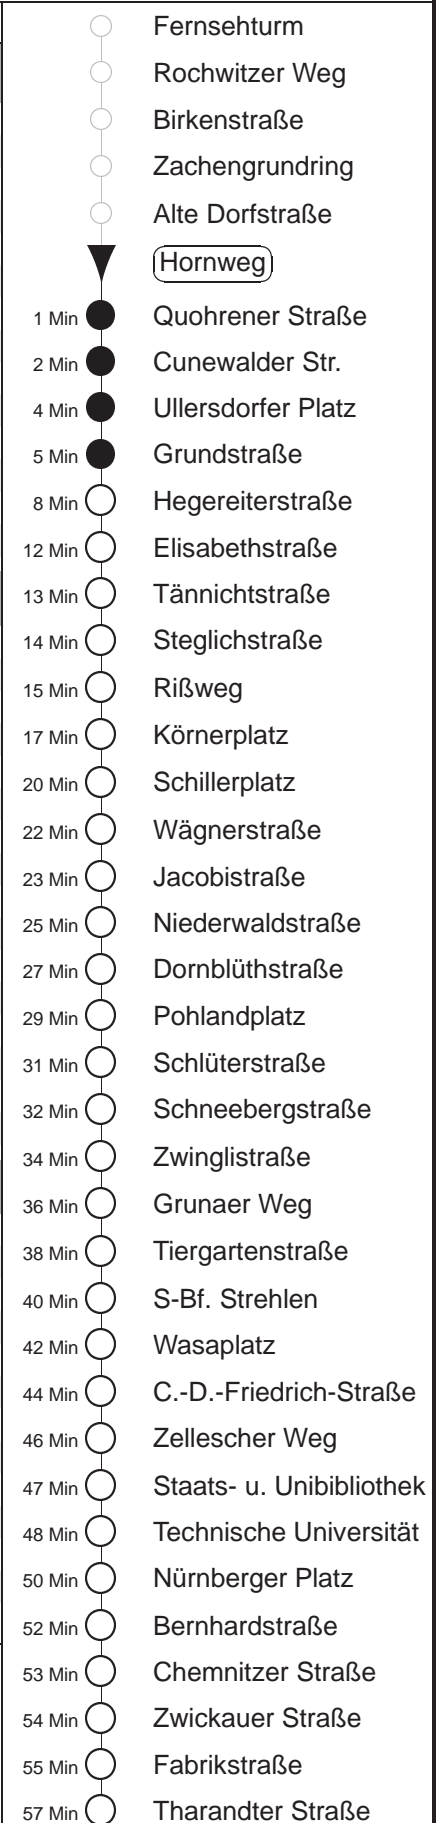 Fernsehturm
Rochwitzer Weg
Birkenstraße
Zachengrundring
Alte Dorfstraße
Hornweg
1 Min Quohrener Straße
2 Min Cunewalder Str.
4 Min Ullersdorfer Platz
5 Min Grundstraße
8 Min Hegereiterstraße
12 Min Elisabethstraße
13 Min Tännichtstraße
14 Min Steglichstraße
15 Min Rißweg
17 Min Körnerplatz
20 Min Schillerplatz
22 Min Wägnerstraße
23 Min Jacobistraße
25 Min Niederwaldstraße
27 Min Dornblüthstraße
29 Min Pohlandplatz
31 Min Schlüterstraße
32 Min Schneebergstraße
34 Min Zwinglistraße
36 Min Grunaer Weg
38 Min Tiergartenstraße
40 Min S-Bf. Strehlen
42 Min Wasaplatz
44 Min C.-D.-Friedrich-Straße
46 Min Zellescher Weg
47 Min Staats- u. Unibibliothek
48 Min Technische Universität
50 Min Nürnberger Platz
52 Min Bernhardstraße
53 Min Chemnitzer Straße
54 Min Zwickauer Straße
55 Min Fabrikstraße
57 Min Tharandter Straße